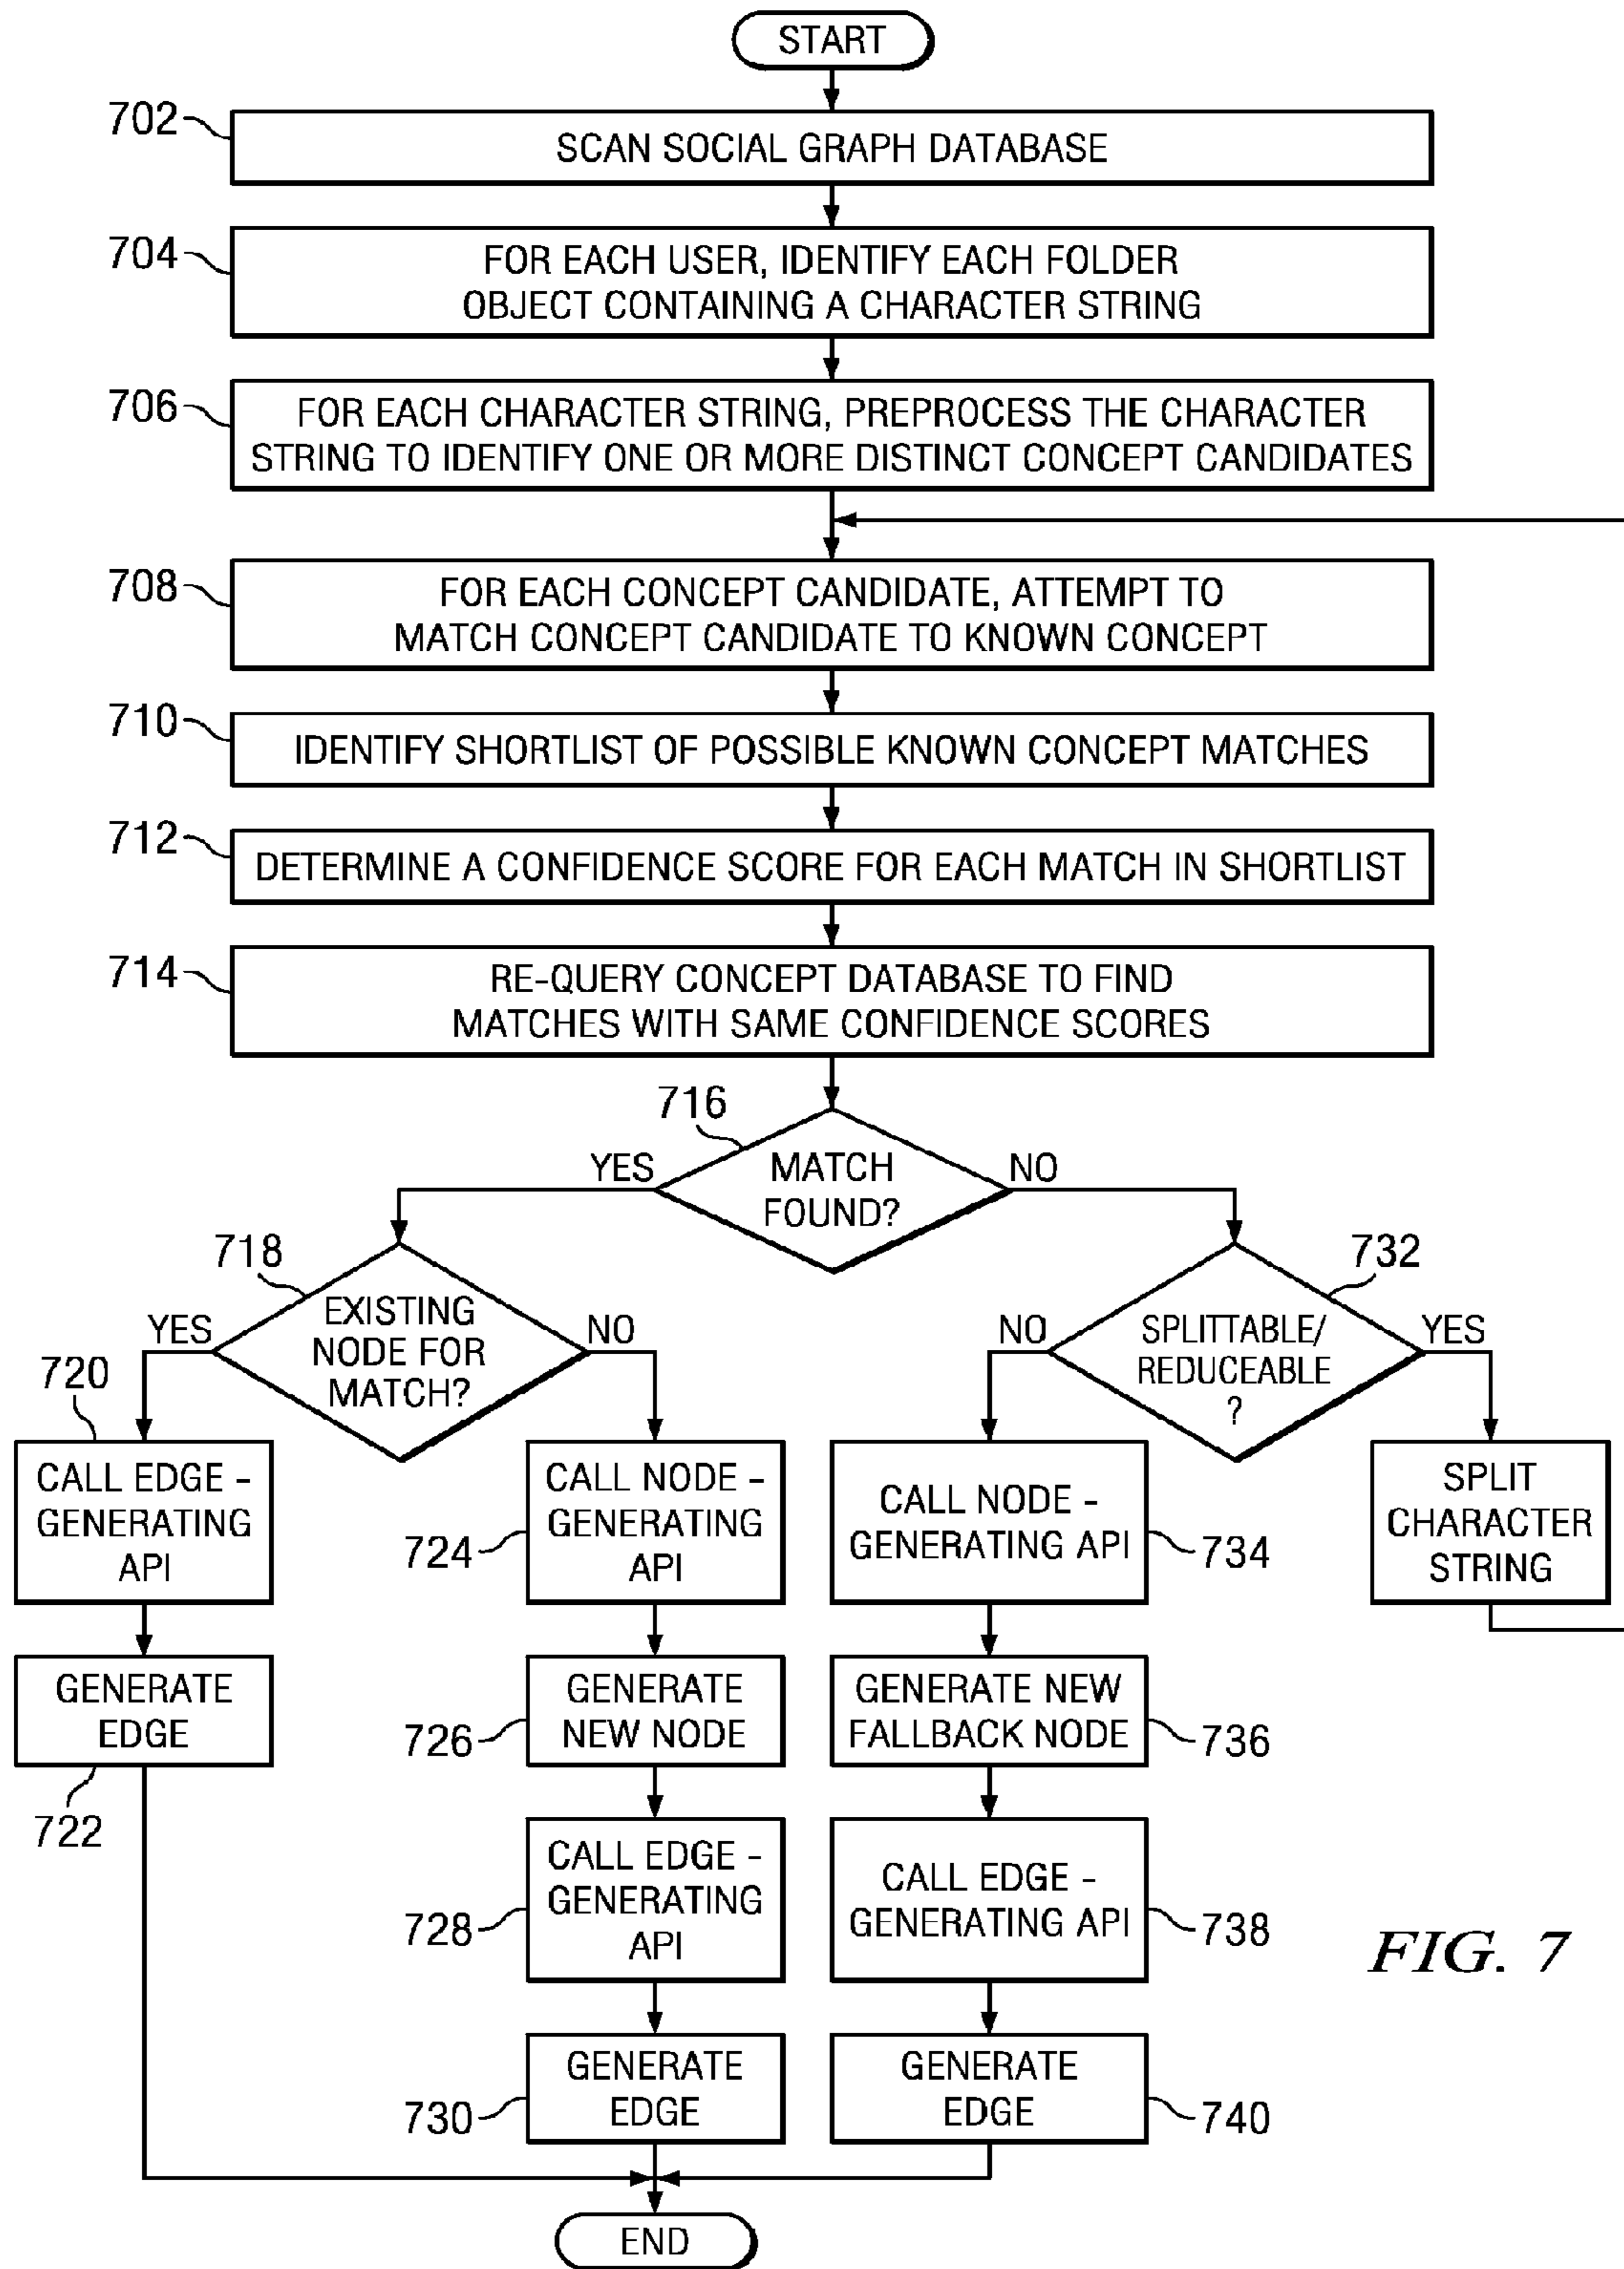 START
702
SCAN SOCIAL GRAPH DATABASE
704
FOR EACH USER, IDENTIFY EACH FOLDER
OBJECT CONTAINING A CHARACTER STRING
706
FOR EACH CHARACTER STRING, PREPROCESS THE CHARACTER
STRING TO IDENTIFY ONE OR MORE DISTINCT CONCEPT CANDIDATES
708
FOR EACH CONCEPT CANDIDATE, ATTEMPT TO
MATCH CONCEPT CANDIDATE TO KNOWN CONCEPT
710
IDENTIFY SHORTLIST OF POSSIBLE KNOWN CONCEPT MATCHES
712
DETERMINE A CONFIDENCE SCORE FOR EACH MATCH IN SHORTLIST
714
RE-QUERY CONCEPT DATABASE TO FIND
MATCHES WITH SAME CONFIDENCE SCORES
716
YES
MATCH
FOUND?
NO
718
YES
EXISTING
NODE FOR
MATCH?
NO
732
NO
SPLITTABLE/
REDUCEABLE
?
YES
720
CALL EDGE -
GENERATING
API
724
CALL NODE -
GENERATING
API
CALL NODE -
GENERATING API
734
SPLIT
CHARACTER
STRING
GENERATE
EDGE
722
726
GENERATE
NEW NODE
GENERATE NEW
FALLBACK NODE
736
728
CALL EDGE -
GENERATING
API
CALL EDGE -
GENERATING API
738
730
GENERATE
EDGE
GENERATE
EDGE
740
END
FIG. 7